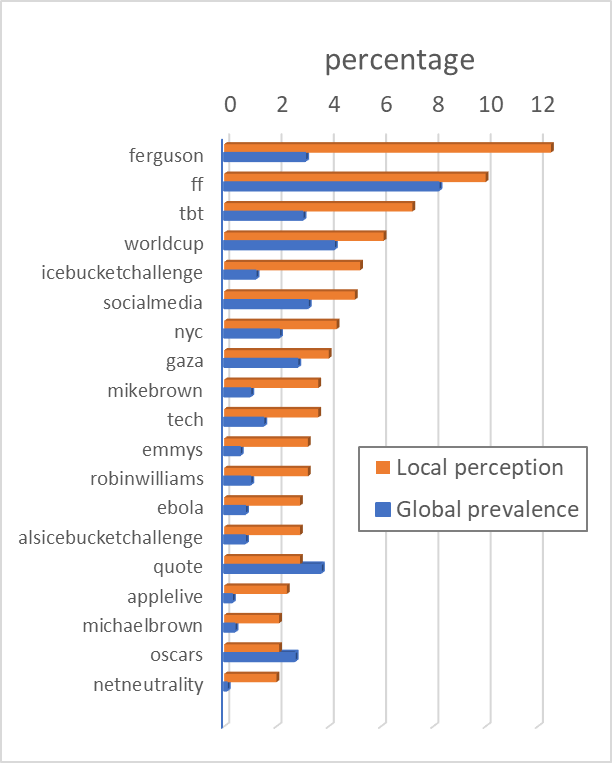 percentage
0 2 4 6 8 10 12
ferguson
ff
tbt
worldcup
icebucketchallenge
socialmedia
nyc
gaza
mikebrown
tech
emmys
robinwilliams
ebola
alsicebucketchallenge
quote
applelive
michaelbrown
oscars
netneutrality
Local perception
Global prevalence